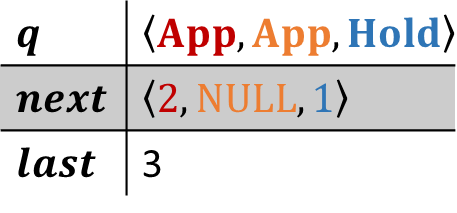 q ⟨App, App, Hold⟩
next ⟨2, NULL, 1⟩
last 3